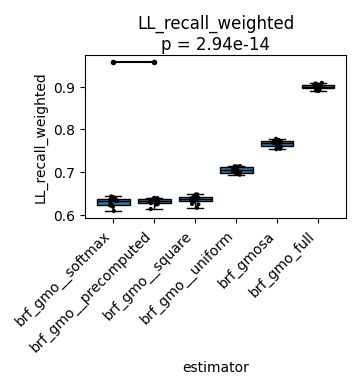 LL_recall_weighted
p = 2.94e-14
LL_recall_weighted
0.9
0.8
0.7
0.6
brf_gmo__softmax
brf_gmo__precomputed
brf_gmo__square
brf_gmo__uniform
brf_gmosa
brf_gmo_full
estimator